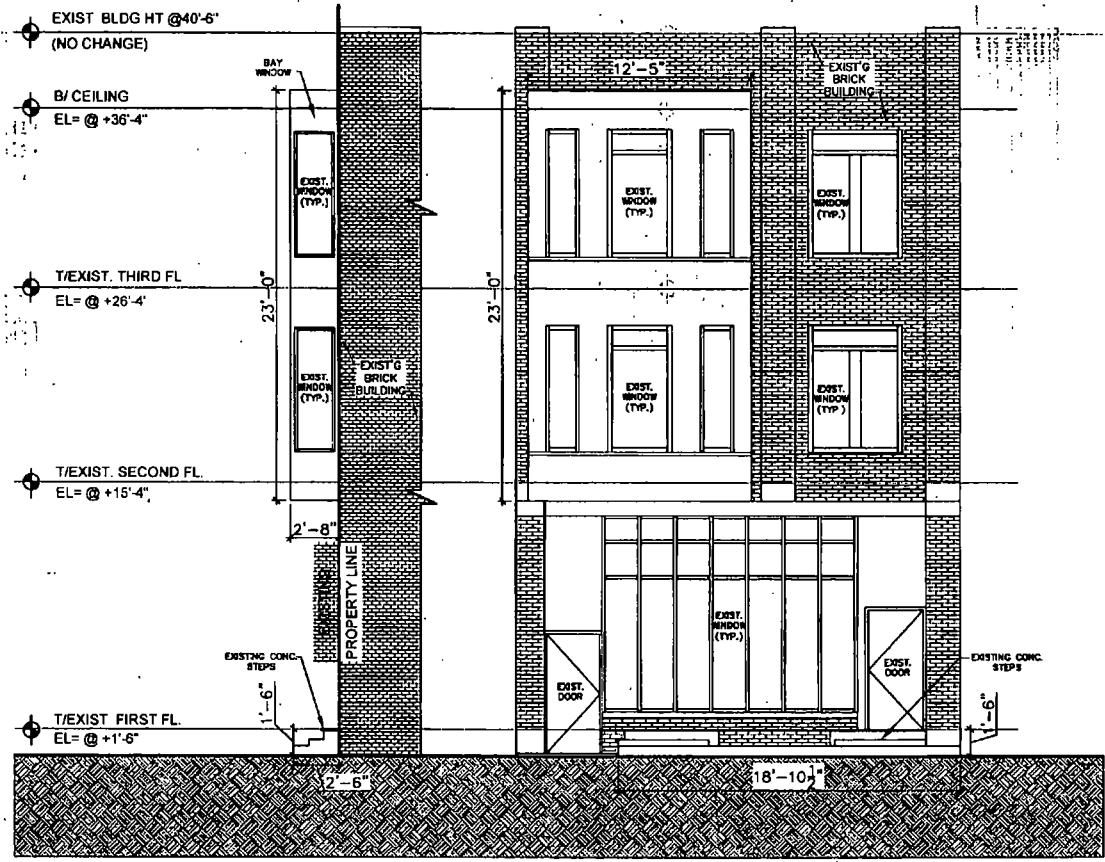 EXIST BLDG HT @40'-6"
(NO CHANGE)
B/ CEILING
EL= @ +36'-4"
T/EXIST. THIRD FL
EL= @ +26'-4'
T/EXIST. SECOND FL.
EL= @ +15'-4"
T/EXIST FIRST FL.
EL= @ +1'-6"
BAY
WINDOW
EXIST.
WINDOW
(TYP.)
23'-0"
EXIST.
WINDOW
(TYP.)
EXIST'G
BRICK
BUILDING
2'-8"
EXISTING
PROPERTY LINE
EXISTING CONC.
STEPS
1'-6"
2'-6"
12'-5"
EXIST'G
BRICK
BUILDING
23'-0"
EXIST.
WINDOW
(TYP.)
EXIST.
WINDOW
(TYP.)
EXIST.
WINDOW
(TYP.)
EXIST.
WINDOW
(TYP )
EXIST.
WINDOW
(TYP.)
EXIST.
DOOR
EXIST.
DOOR
EXISTING CONC.
STEPS
1'-6"
18'-10½"